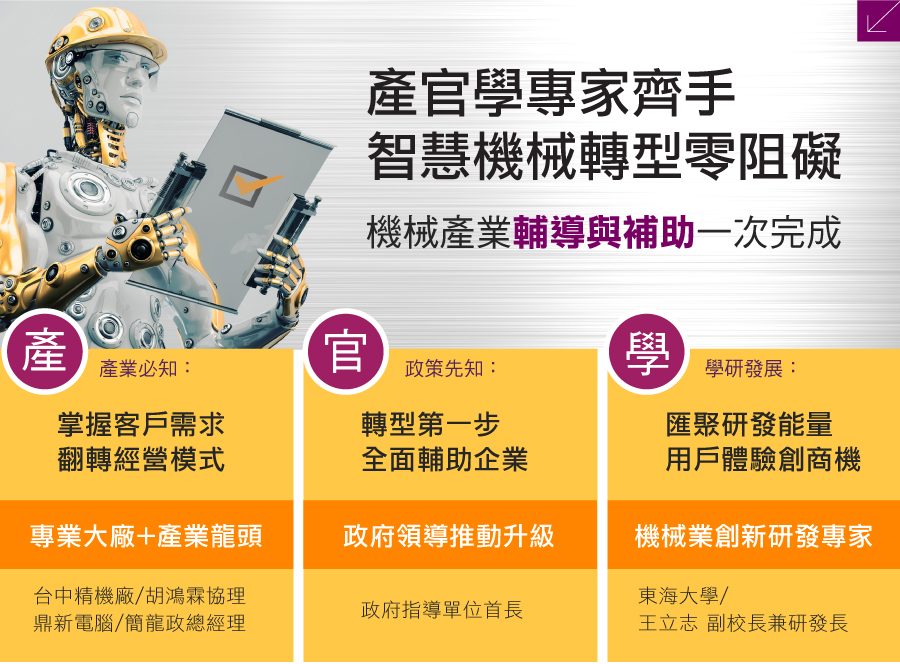 產官學專家齊手
智慧機械轉型零阻礙
機械產業輔導與補助一次完成
產
產業必知：
掌握客戶需求
翻轉經營模式
專業大廠+產業龍頭
台中精機廠/胡鴻霖協理
鼎新電腦/簡龍政總經理
官
政策先知：
轉型第一步
全面輔助企業
政府領導推動升級
政府指導單位首長
學
學研發展：
匯聚研發能量
用戶體驗創商機
機械業創新研發專家
東海大學/
王立志 副校長兼研發長